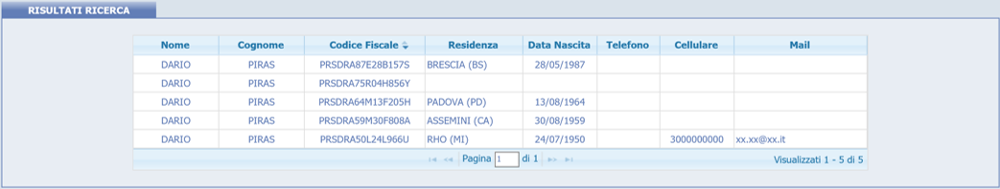 RISULTATI RICERCA
Nome Cognome Codice Fiscale Residenza Data Nascita Telefono Cellulare Mail
DARIO PIRAS PRSDRA87E28B157S BRESCIA (BS) 28/05/1987
DARIO PIRAS PRSDRA75R04H856Y
DARIO PIRAS PRSDRA64M13F205H PADOVA (PD) 13/08/1964
DARIO PIRAS PRSDRA59M30F808A ASSEMINI (CA) 30/08/1959
DARIO PIRAS PRSDRA50L24L966U RHO (MI) 24/07/1950 3000000000 xx.xx@xx.it
Pagina 1 di 1 Visualizzati 1 - 5 di 5